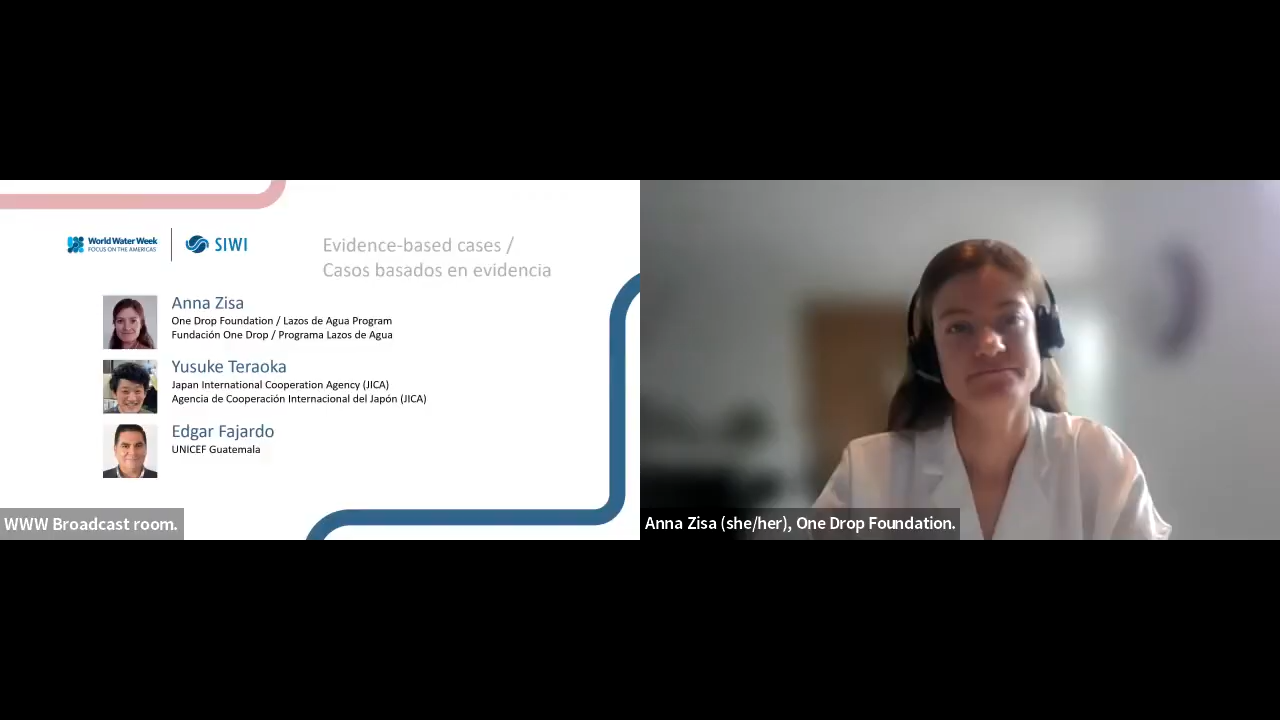 World Water Week
FOCUS ON THE AMERICAS
SIWI
Evidence-based cases /
Casos basados en evidencia
Anna Zisa
One Drop Foundation / Lazos de Agua Program
Fundación One Drop / Programa Lazos de Agua
Yusuke Teraoka
Japan International Cooperation Agency (JICA)
Agencia de Cooperación Internacional del Japón (JICA)
Edgar Fajardo
UNICEF Guatemala
WWW Broadcast room.
Anna Zisa (she/her), One Drop Foundation.